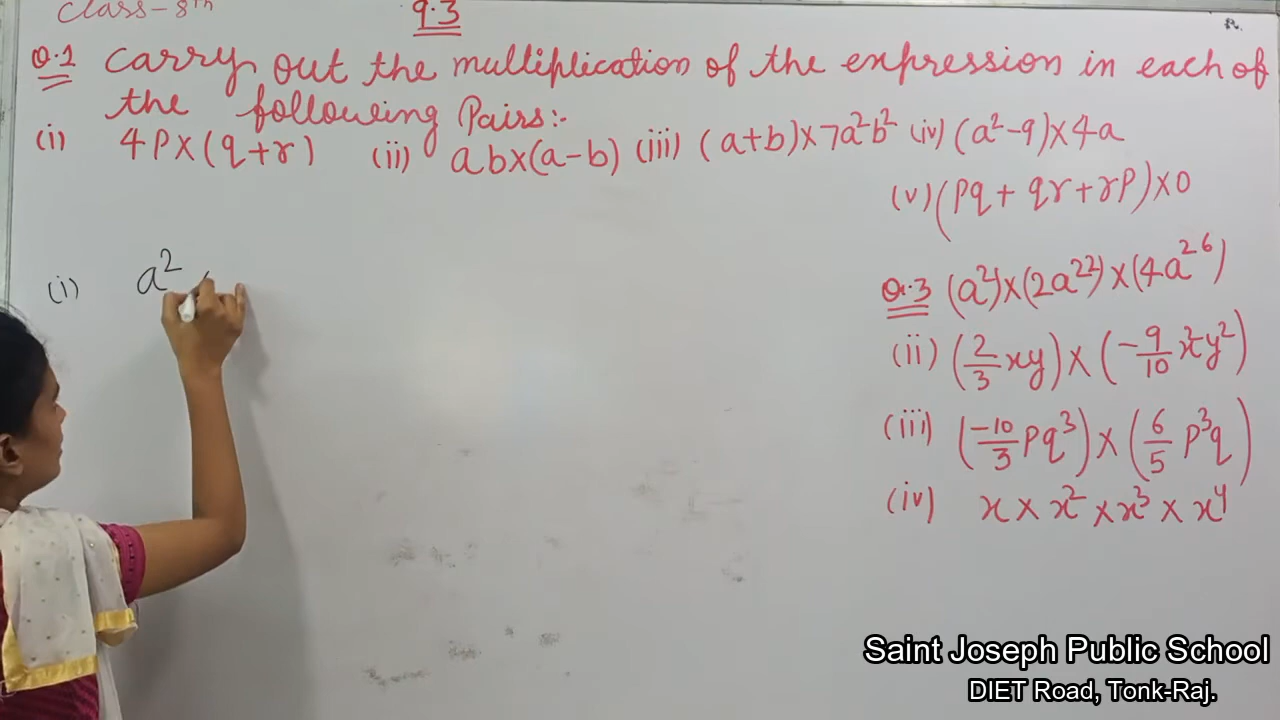 Class-8th 9.3
Q.1 Carry out the multiplication of the expression in each of
the following Pairs:-
(i) 4p×(q+r) (ii) ab×(a-b) (iii) (a+b)×7a²b² (iv) (a²-9)×4a
(v) (pq+qr+rp)×0
(i) a²
Q.3 (a²)×(2a²²)×(4a²⁶)
(ii) (2/3 xy)×(-9/10 x²y²)
(iii) (-10/3 pq³)×(6/5 p³q)
(iv) x×x²×x³×x⁴
Saint Joseph Public School
DIET Road, Tonk-Raj.